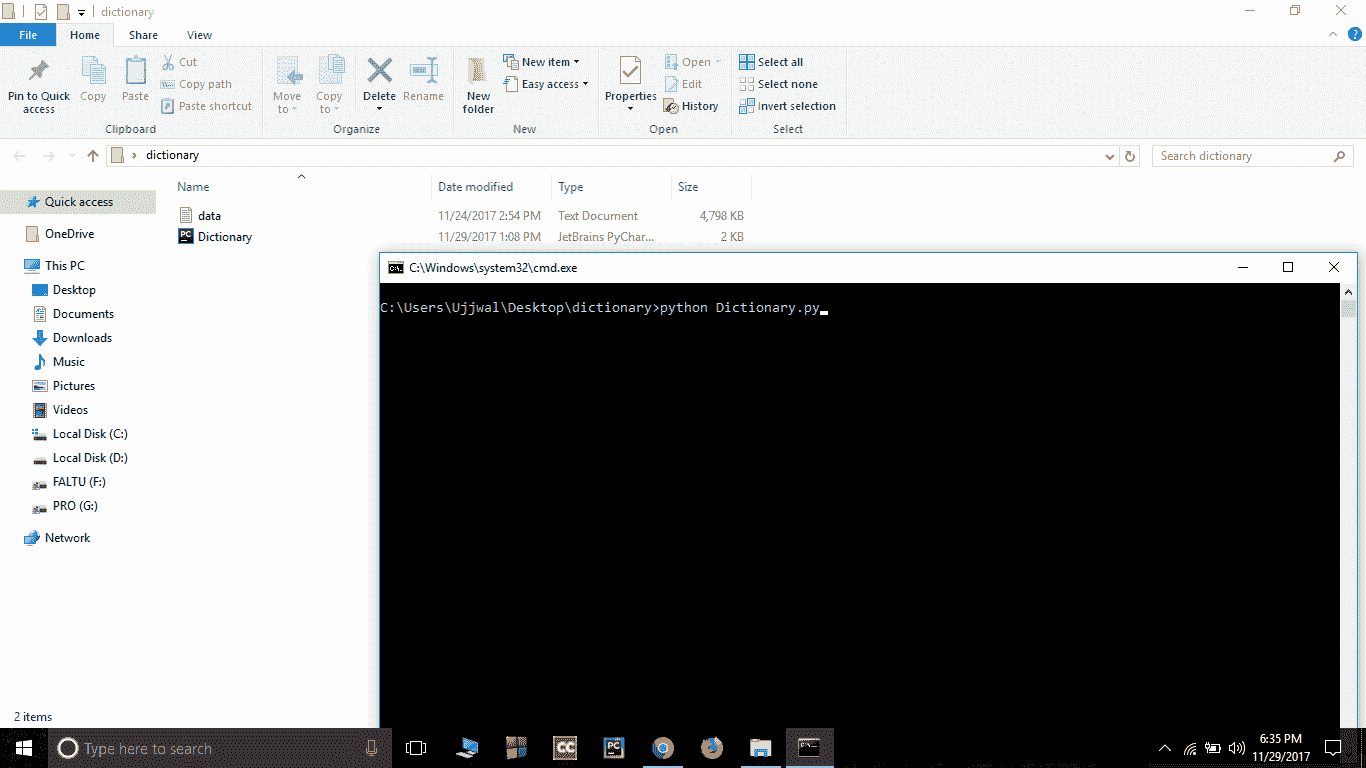 dictionary
File Home Share View
Pin to Quick access
Copy
Paste
Cut
Copy path
Paste shortcut
Clipboard
Move to
Copy to
Delete
Rename
Organize
New folder
New item
Easy access
New
Properties
Open
Edit
History
Open
Select all
Select none
Invert selection
Select
dictionary
Search dictionary
Name Date modified Type Size
data 11/24/2017 2:54 PM Text Document 4,798 KB
PC Dictionary 11/29/2017 1:08 PM JetBrains PyChar... 2 KB
Quick access
OneDrive
This PC
Desktop
Documents
Downloads
Music
Pictures
Videos
Local Disk (C:)
Local Disk (D:)
FALTU (F:)
PRO (G:)
Network
C:\Windows\system32\cmd.exe
C:\Users\Ujjwal\Desktop\dictionary>python Dictionary.py
2 items
Type here to search
CC
PC
6:35 PM
11/29/2017